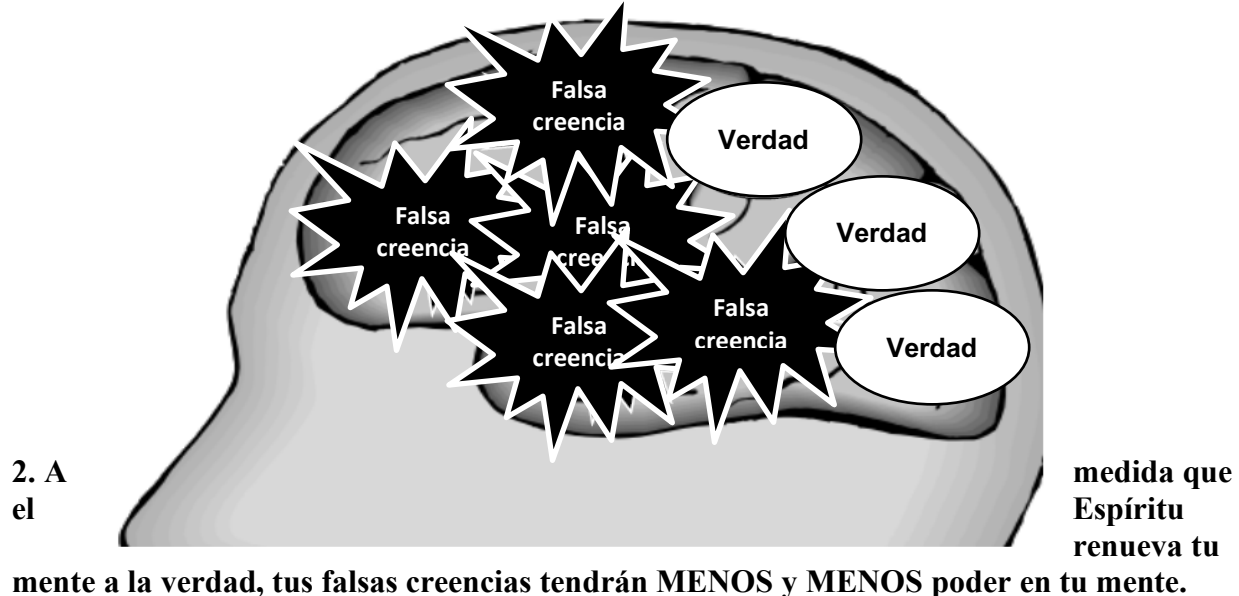 Falsa
creencia
Verdad
Falsa
creencia
Falsa
Verdad
Falsa
creencia
Falsa
creencia
Verdad
2. A medida que
el Espíritu
renueva tu
mente a la verdad, tus falsas creencias tendrán MENOS y MENOS poder en tu mente.